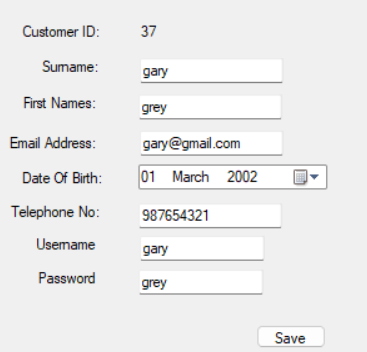 Customer ID: 37
Surname: gary
First Names: grey
Email Address: gary@gmail.com
Date Of Birth: 01 March 2002
Telephone No: 987654321
Username gary
Password grey
Save